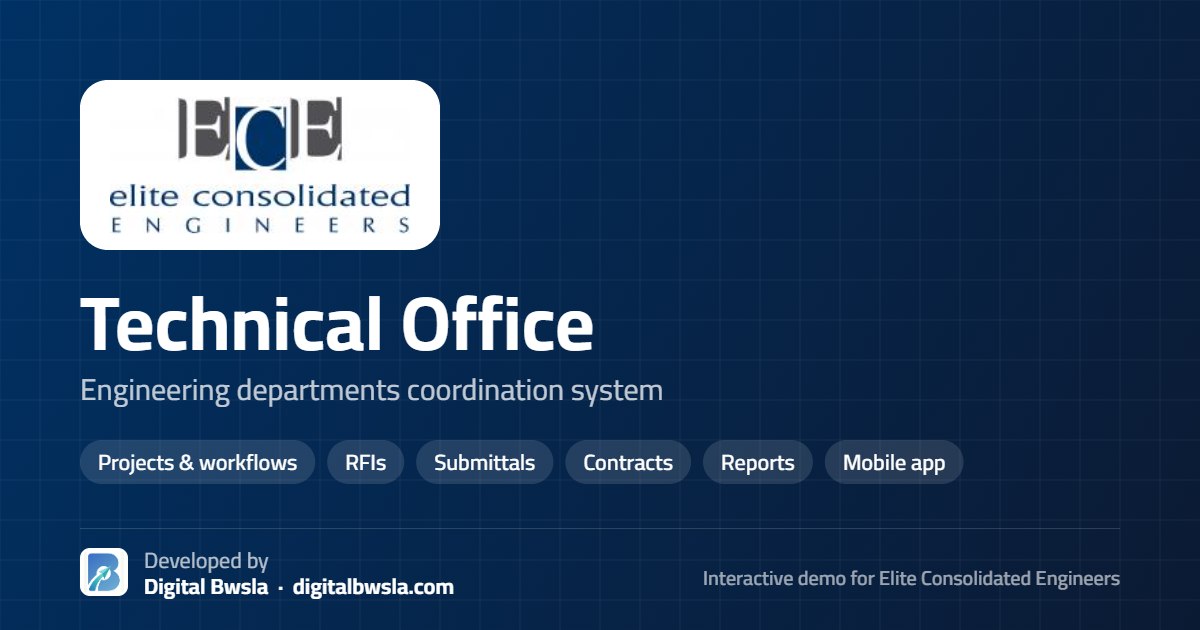 ECE
elite consolidated
ENGINEERS
Technical Office
Engineering departments coordination system
Projects & workflows RFIs Submittals Contracts Reports Mobile app
Developed by
Digital Bwsla · digitalbwsla.com
Interactive demo for Elite Consolidated Engineers